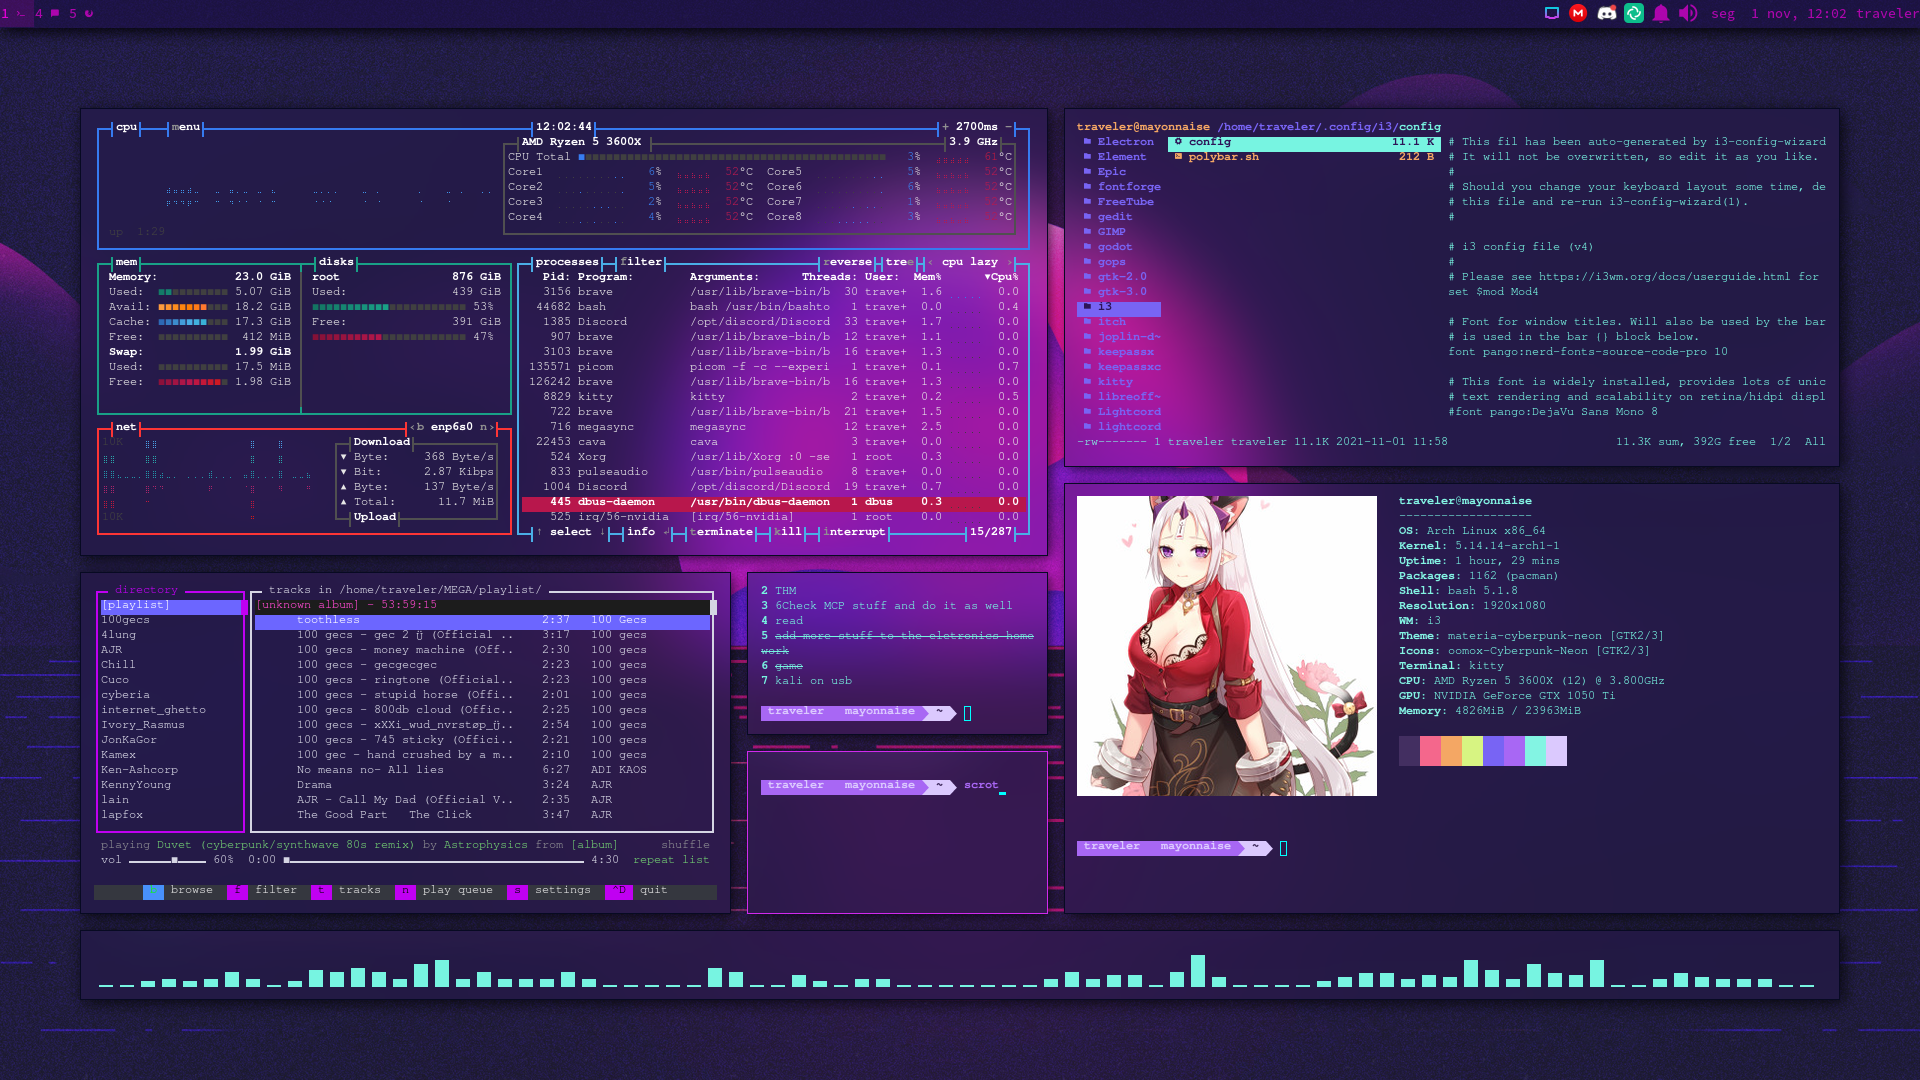 1 4 5
seg 1 nov, 12:02 traveler
cpu menu 12:02:44 + 2700ms -
AMD Ryzen 5 3600X 3.9 GHz
CPU Total 3% 61°C
Core1 6% 52°C Core5 5% °C
Core2 5% 52°C Core6 6% °C
Core3 2% 52°C Core7 1% °C
Core4 4% 52°C Core8 3% °C
up 1:29
mem disks
Memory: 23.0 GiB root 876 GiB
Used: 5.07 GiB Used: 439 GiB
Avail: 18.2 GiB 53%
Cache: 17.3 GiB Free: 391 GiB
Free: 412 MiB 47%
Swap: 1.99 GiB
Used: 17.5 MiB
Free: 1.98 GiB
net ‹b enp6s0 n›
10K Download
▼ Byte: 368 Byte/s
▼ Bit: 2.87 Kibps
▲ Byte: 137 Byte/s
▲ Total: 11.7 MiB
10K Upload
processes filter reverse tree ‹ cpu lazy ›
Pid: Program: Arguments: Threads: User: Mem% ▼Cpu%
3156 brave /usr/lib/brave-bin/b 30 trave+ 1.6 0.0
44682 bash bash /usr/bin/bashto 1 trave+ 0.0 0.4
1385 Discord /opt/discord/Discord 33 trave+ 1.7 0.0
907 brave /usr/lib/brave-bin/b 12 trave+ 1.1 0.0
3103 brave /usr/lib/brave-bin/b 16 trave+ 1.3 0.0
135571 picom picom -f -c --experi 1 trave+ 0.1 0.7
126242 brave /usr/lib/brave-bin/b 16 trave+ 1.3 0.0
8829 kitty kitty 2 trave+ 0.2 0.5
722 brave /usr/lib/brave-bin/b 21 trave+ 1.5 0.0
716 megasync megasync 12 trave+ 2.5 0.0
22453 cava cava 3 trave+ 0.0 0.0
524 Xorg /usr/lib/Xorg :0 -se 1 root 0.3 0.0
833 pulseaudio /usr/bin/pulseaudio 8 trave+ 0.0 0.0
1004 Discord /opt/discord/Discord 19 trave+ 0.7 0.0
445 dbus-daemon /usr/bin/dbus-daemon 1 dbus 0.3 0.0
525 irq/56-nvidia [irq/56-nvidia] 1 root 0.0 0.0
↑ select ↓ info ↲ terminate kill interrupt 15/287
traveler@mayonnaise /home/traveler/.config/i3/config
Electron config 11.1 K # This fil has been auto-generated by i3-config-wizard
Element polybar.sh 212 B # It will not be overwritten, so edit it as you like.
Epic #
fontforge # Should you change your keyboard layout some time, de
FreeTube # this file and re-run i3-config-wizard(1).
gedit #
GIMP
godot # i3 config file (v4)
gops #
gtk-2.0 # Please see https://i3wm.org/docs/userguide.html for
gtk-3.0 set $mod Mod4
i3
itch # Font for window titles. Will also be used by the bar
joplin-d~ # is used in the bar {} block below.
keepassx font pango:nerd-fonts-source-code-pro 10
keepassxc
kitty # This font is widely installed, provides lots of unic
libreoff~ # text rendering and scalability on retina/hidpi displ
Lightcord #font pango:DejaVu Sans Mono 8
Lightcord
-rw------- 1 traveler traveler 11.1K 2021-11-01 11:58 11.3K sum, 392G free 1/2 All
traveler@mayonnaise
-------------------
OS: Arch Linux x86_64
Kernel: 5.14.14-arch1-1
Uptime: 1 hour, 29 mins
Packages: 1162 (pacman)
Shell: bash 5.1.8
Resolution: 1920x1080
WM: i3
Theme: materia-cyberpunk-neon [GTK2/3]
Icons: oomox-Cyberpunk-Neon [GTK2/3]
Terminal: kitty
CPU: AMD Ryzen 5 3600X (12) @ 3.800GHz
GPU: NVIDIA GeForce GTX 1050 Ti
Memory: 4826MiB / 23963MiB
traveler mayonnaise ~
directory tracks in /home/traveler/MEGA/playlist/
[playlist] [unknown album] - 53:59:15
100gecs toothless 2:37 100 Gecs
4lung 100 gecs - gec 2 Ü (Official .. 3:17 100 gecs
AJR 100 gecs - money machine (Off.. 2:30 100 gecs
Chill 100 gecs - gecgecgec 2:23 100 gecs
Cuco 100 gecs - ringtone (Official.. 2:23 100 gecs
cyberia 100 gecs - stupid horse (Offi.. 2:01 100 gecs
internet_ghetto 100 gecs - 800db cloud (Offic.. 2:25 100 gecs
Ivory_Rasmus 100 gecs - xXXi_wud_nvrstøp_Ü.. 2:54 100 gecs
JonKaGor 100 gecs - 745 sticky (Offici.. 2:21 100 gecs
Kamex 100 gec - hand crushed by a m.. 2:10 100 gecs
Ken-Ashcorp No means no- All lies 6:27 ADI KAOS
KennyYoung Drama 3:24 AJR
lain AJR - Call My Dad (Official V.. 2:35 AJR
lapfox The Good Part The Click 3:47 AJR
playing Duvet (cyberpunk/synthwave 80s remix) by Astrophysics from [album] shuffle
vol 60% 0:00 4:30 repeat list
browse f filter t tracks n play queue s settings ^D quit
2 THM
3 6Check MCP stuff and do it as well
4 read
5 add more stuff to the eletronics home
work
6 game
7 kali on usb
traveler mayonnaise ~
traveler mayonnaise ~ scrot